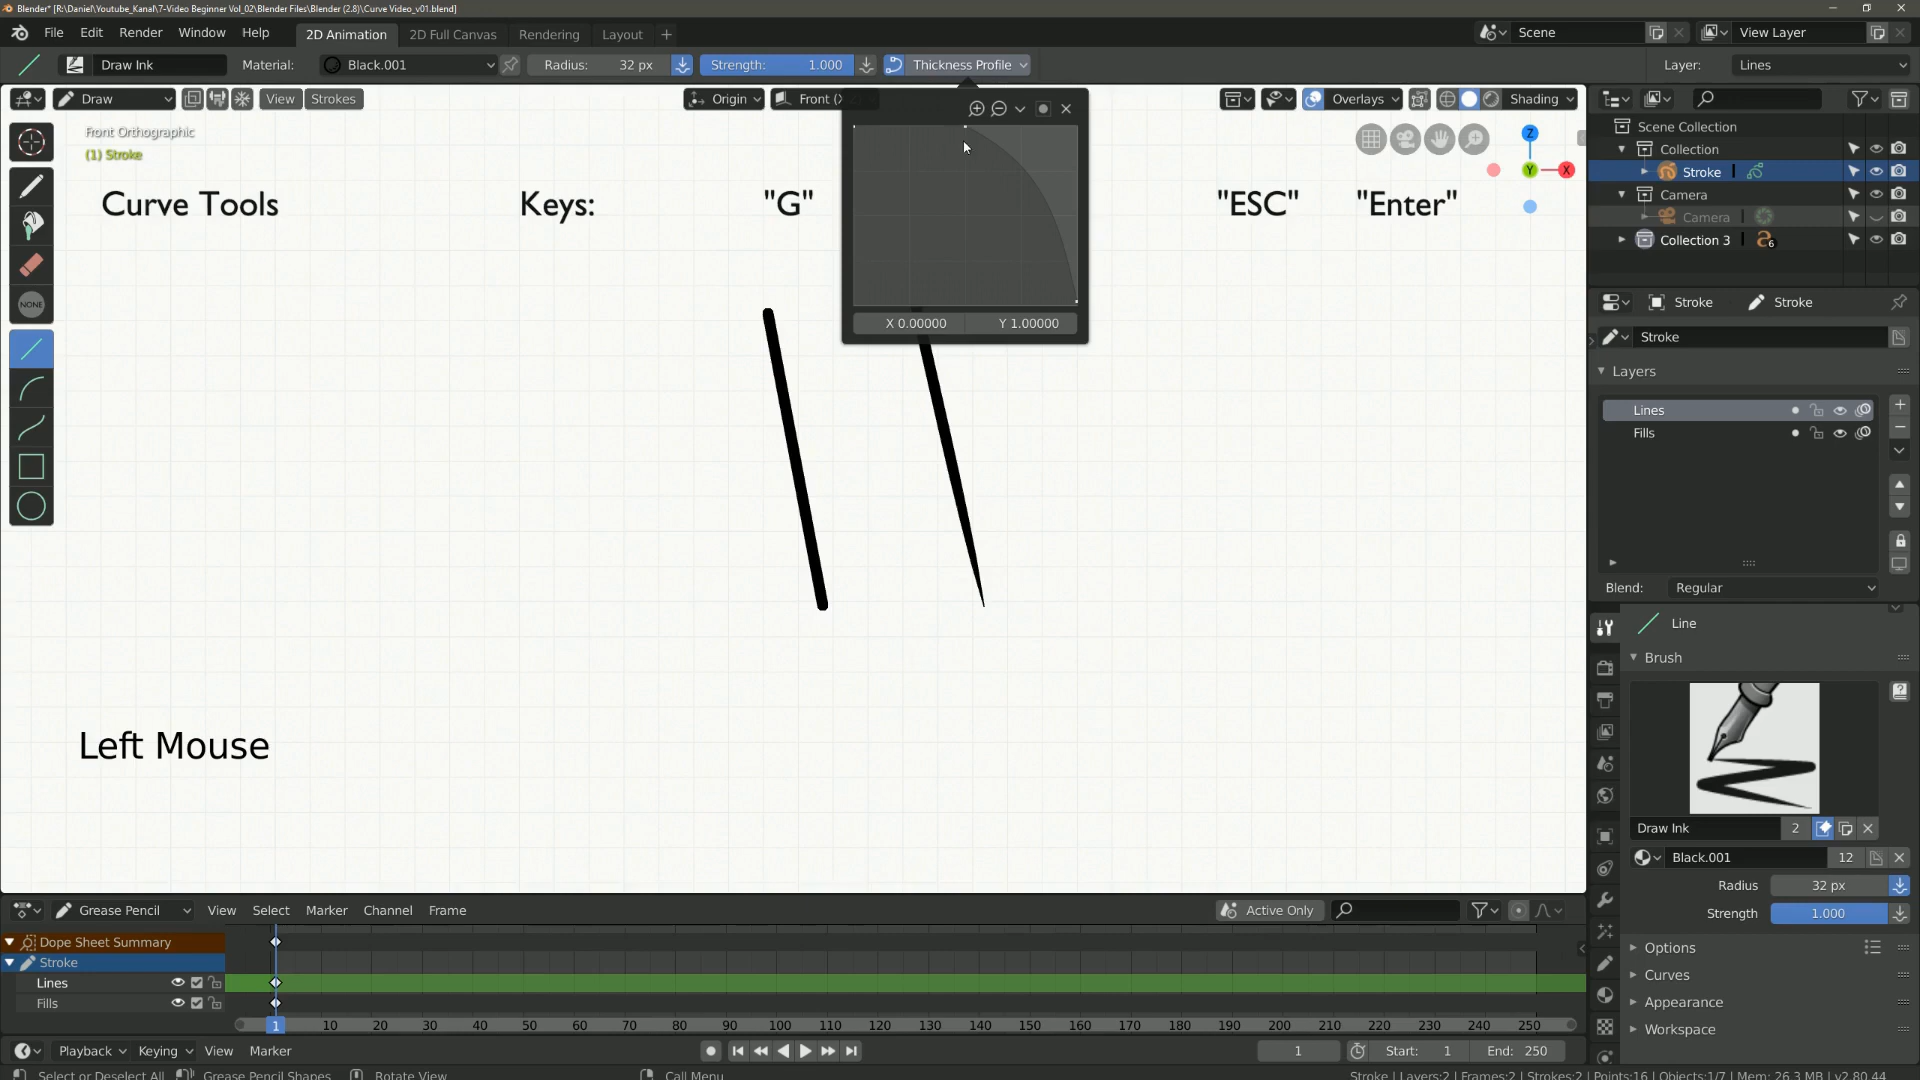 Blender* [R:\Daniel\Youtube_Kanal\7-Video Beginner Vol_02\Blender Files\Blender (2.8)\Curve Video_v01.blend]
File Edit Render Window Help 2D Animation 2D Full Canvas Rendering Layout + Scene View Layer
Draw Ink Material: Black.001 Radius: 32 px Strength: 1.000 Thickness Profile Layer: Lines
Draw View Strokes Origin Front (X Overlays Shading
Front Orthographic
(1) Stroke
Z
Y
X
Curve Tools Keys: "G" "ESC" "Enter"
NONE
X 0.00000 Y 1.00000
Left Mouse
Scene Collection
Collection
Stroke
Camera
Camera
Collection 3 6
Stroke Stroke
Stroke
Layers
Lines
Fills
Blend: Regular
Line
Brush
Draw Ink 2
Black.001 12
Radius 32 px
Strength 1.000
Options
Curves
Appearance
Workspace
Grease Pencil View Select Marker Channel Frame Active Only
Dope Sheet Summary
Stroke
Lines
Fills
1 10 20 30 40 50 60 70 80 90 100 110 120 130 140 150 160 170 180 190 200 210 220 230 240 250
Playback Keying View Marker 1 Start: 1 End: 250
Select or Deselect All Grease Pencil Shapes Rotate View Call Menu Stroke | Layers:2 | Frames:2 | Strokes:2 | Points:16 | Objects:1/7 | Mem: 26.3 MB | v2.80.44